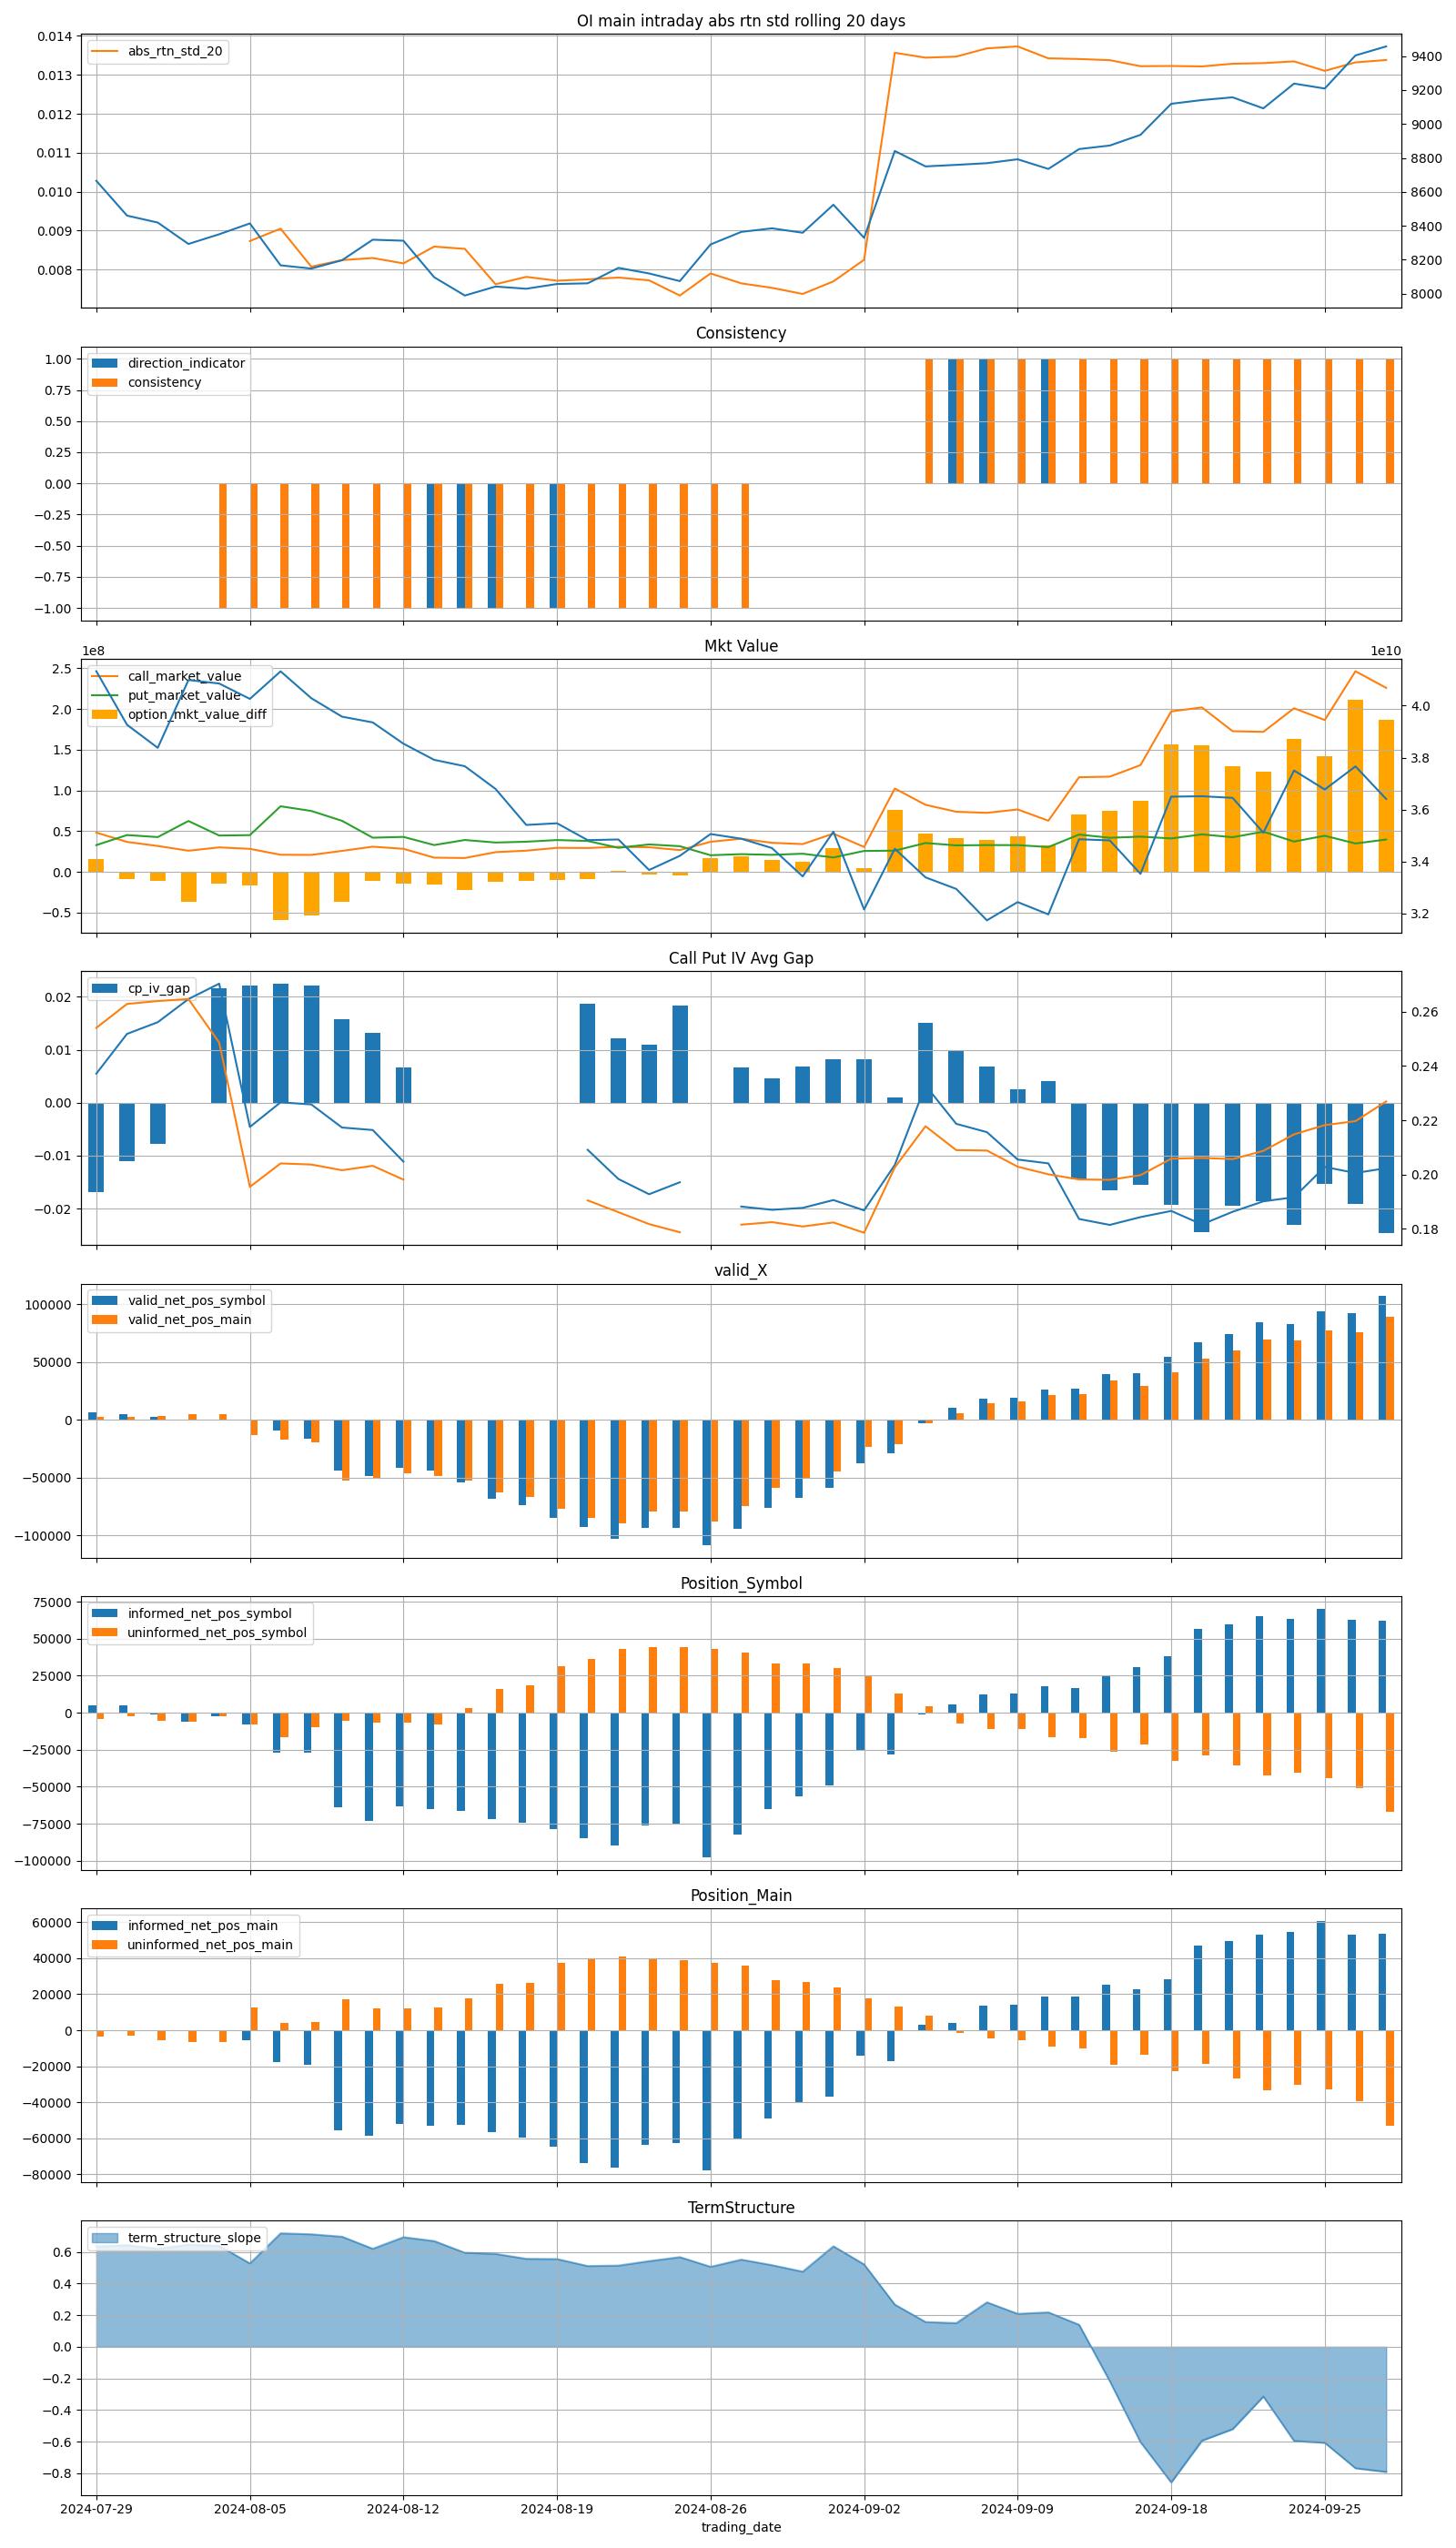 OI main intraday abs rtn std rolling 20 days
abs_rtn_std_20
0.014
0.013
0.012
0.011
0.010
0.009
0.008
9400
9200
9000
8800
8600
8400
8200
8000
Consistency
direction_indicator
consistency
1.00
0.75
0.50
0.25
0.00
−0.25
−0.50
−0.75
−1.00
Mkt Value
1e8
1e10
call_market_value
put_market_value
option_mkt_value_diff
2.5
2.0
1.5
1.0
0.5
0.0
−0.5
4.0
3.8
3.6
3.4
3.2
Call Put IV Avg Gap
cp_iv_gap
0.02
0.01
0.00
−0.01
−0.02
0.26
0.24
0.22
0.20
0.18
valid_X
valid_net_pos_symbol
valid_net_pos_main
100000
50000
0
−50000
−100000
Position_Symbol
informed_net_pos_symbol
uninformed_net_pos_symbol
75000
50000
25000
0
−25000
−50000
−75000
−100000
Position_Main
informed_net_pos_main
uninformed_net_pos_main
60000
40000
20000
0
−20000
−40000
−60000
−80000
TermStructure
term_structure_slope
0.6
0.4
0.2
0.0
−0.2
−0.4
−0.6
−0.8
2024-07-29 2024-08-05 2024-08-12 2024-08-19 2024-08-26 2024-09-02 2024-09-09 2024-09-18 2024-09-25
trading_date